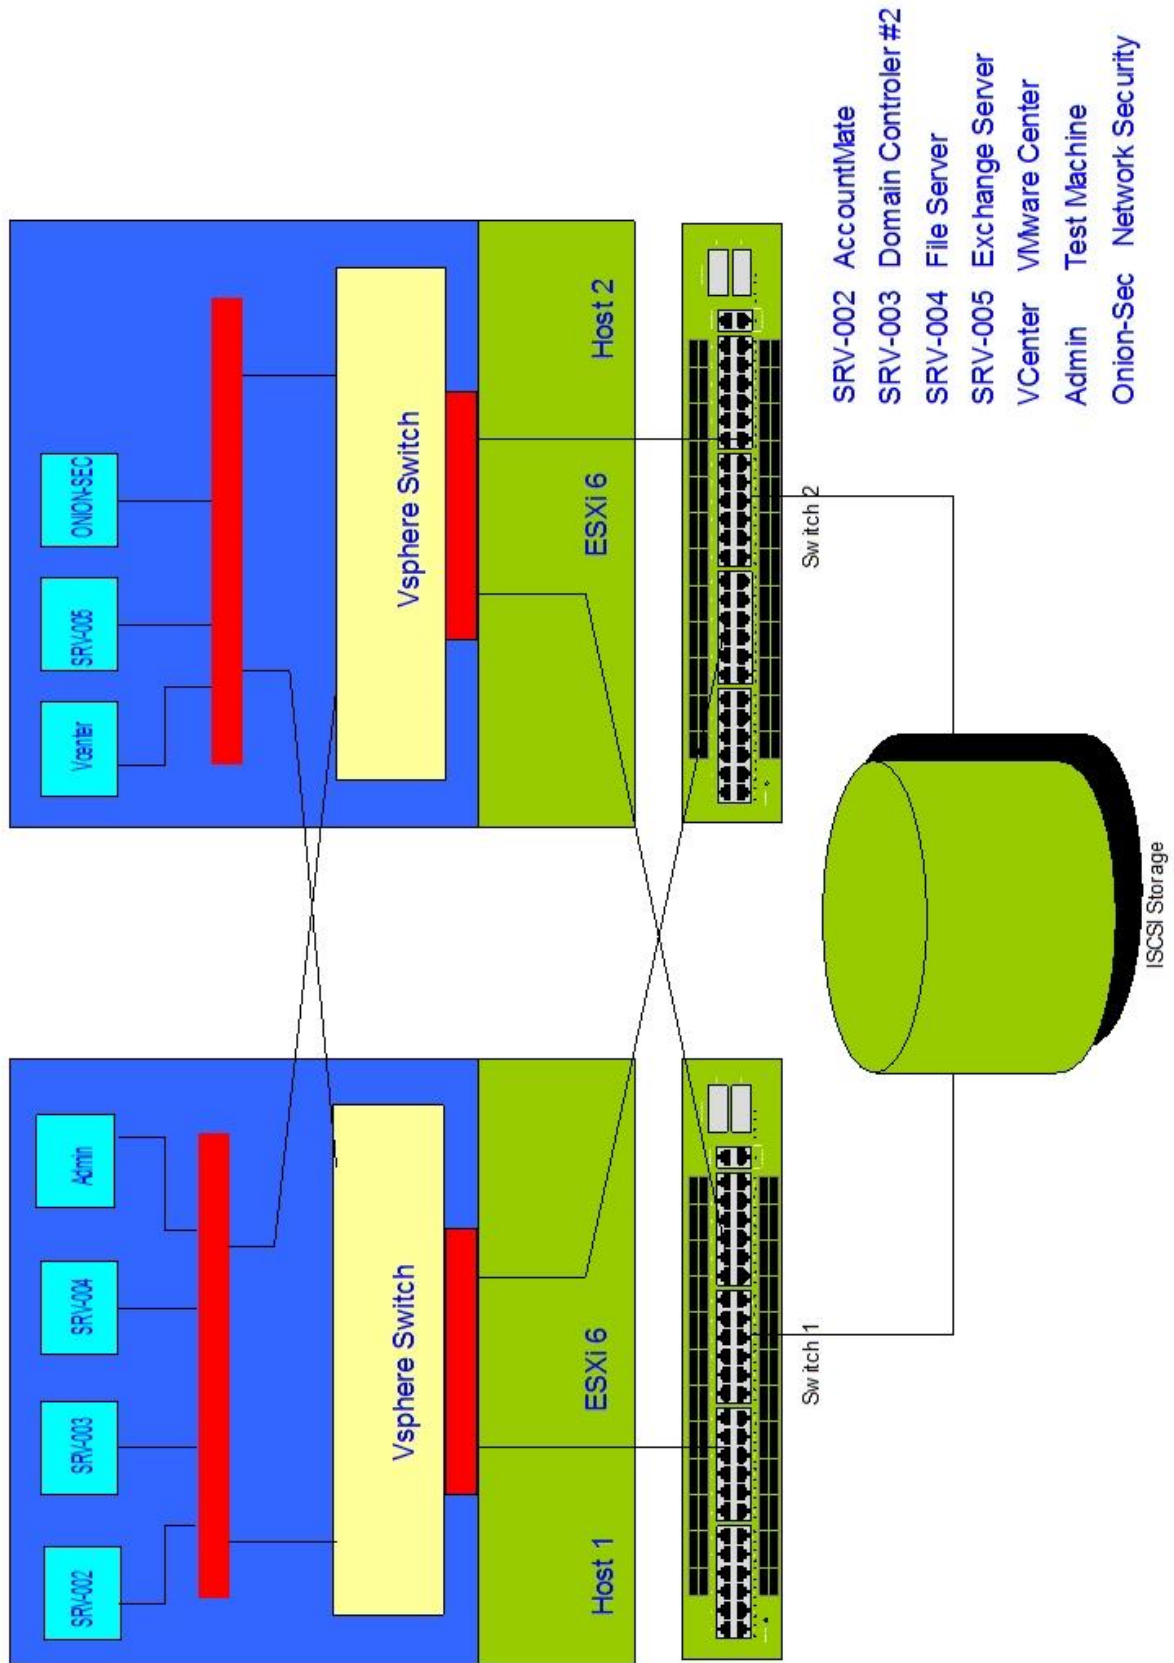 SRV-002
SRV-003
SRV-004
Admin
Vcenter
SRV-005
ONION-SEC
Vsphere Switch
Vsphere Switch
Host 1
ESXi 6
ESXi 6
Host 2
Switch 1
Switch 2
ISCSI Storage
SRV-002 AccountMate
SRV-003 Domain Controler #2
SRV-004 File Server
SRV-005 Exchange Server
VCenter VMware Center
Admin Test Machine
Onion-Sec Network Security